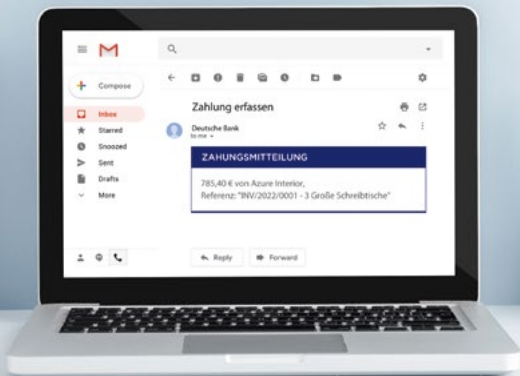 Compose
Zahlung erfassen
Inbox
Starred
Deutsche Bank
to me
Snoozed
ZAHUNGSMITTEILUNG
Sent
Drafts
785,40 € von Azure Interior,
More
Referenz: "INV/2022/0001 - 3 Große Schreibtische"
Reply
Forward